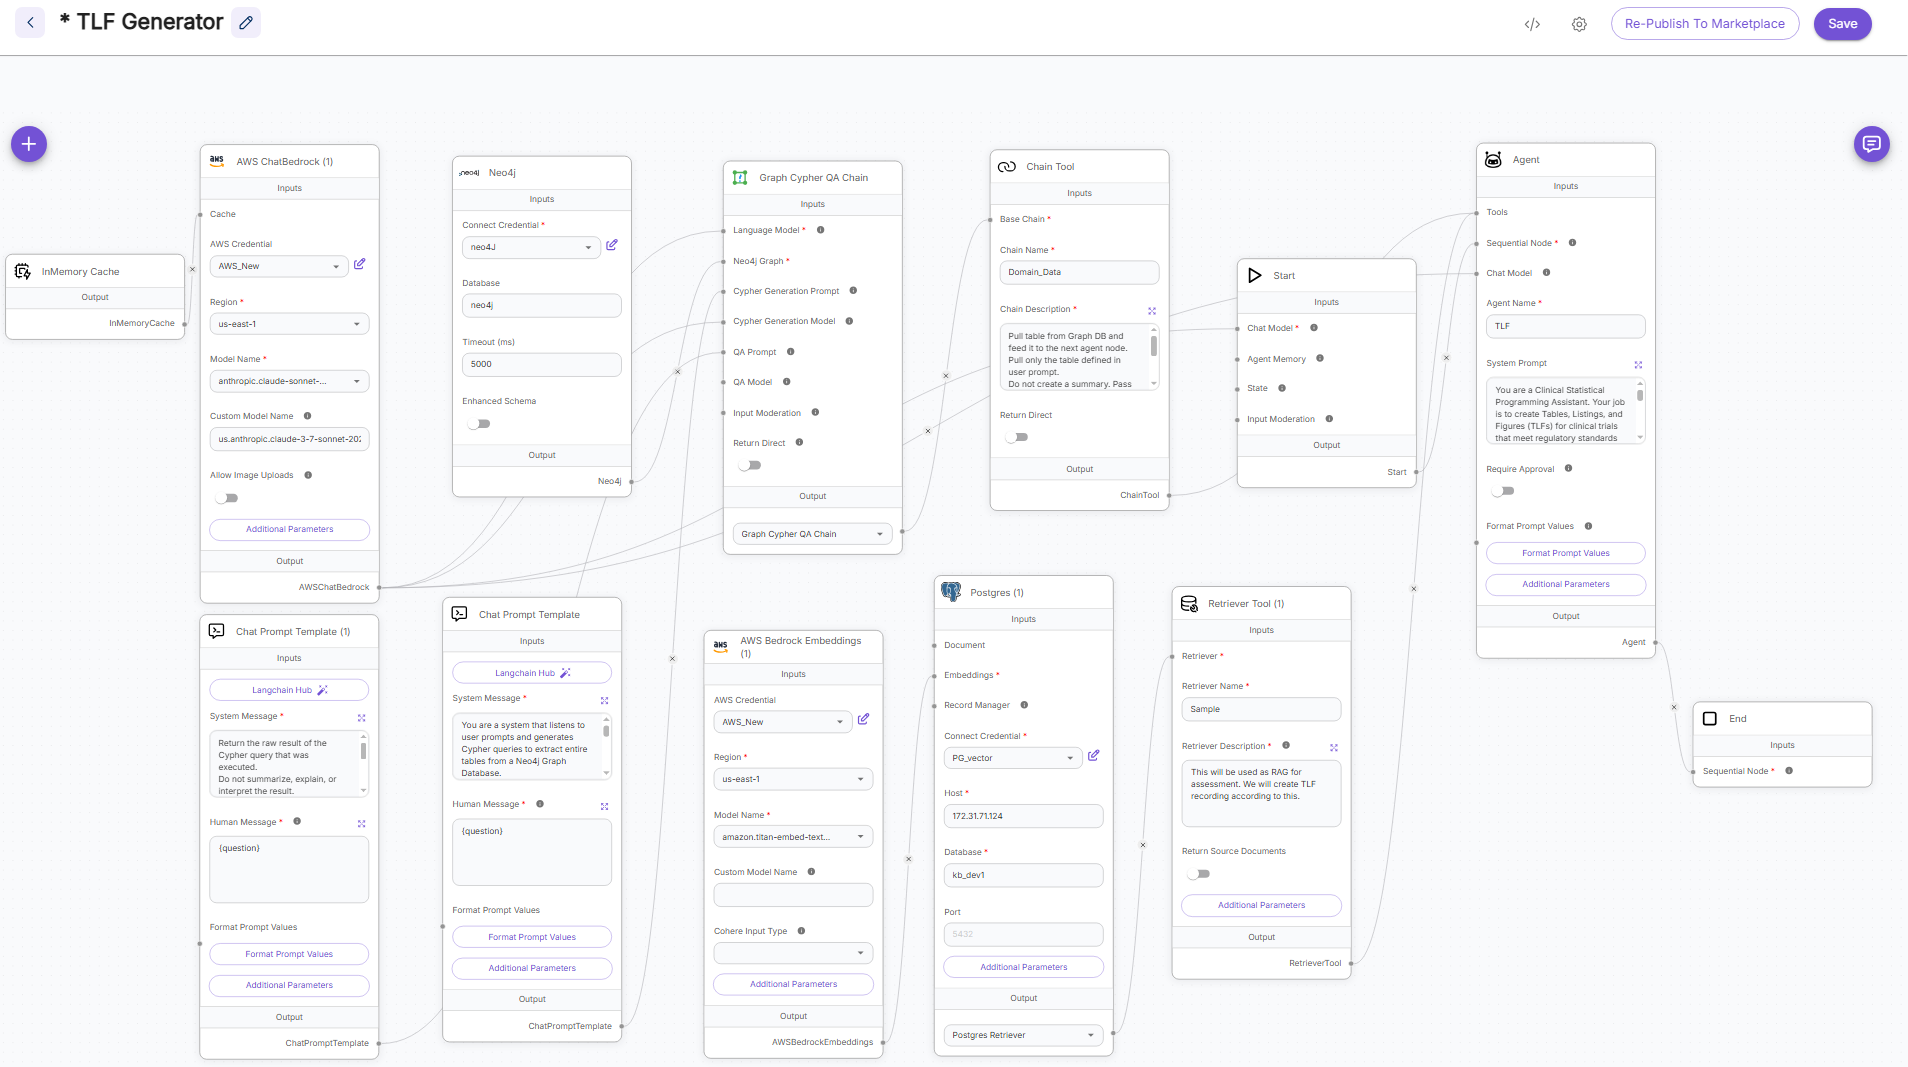 * TLF Generator
Re-Publish To Marketplace
Save
InMemory Cache
Output
InMemoryCache
aws
AWS ChatBedrock (1)
Inputs
Cache
AWS Credential
AWS_New
Region *
us-east-1
Model Name *
anthropic.claude-sonnet-...
Custom Model Name
us.anthropic.claude-3-7-sonnet-202
Allow Image Uploads
Additional Parameters
Output
AWSChatBedrock
Chat Prompt Template (1)
Inputs
Langchain Hub
System Message *
Return the raw result of the
Cypher query that was
executed.
Do not summarize, explain, or
interpret the result.
Human Message *
{question}
Format Prompt Values
Format Prompt Values
Additional Parameters
Output
ChatPromptTemplate
neo4j
Neo4j
Inputs
Connect Credential *
neo4J
Database
neo4j
Timeout (ms)
5000
Enhanced Schema
Output
Neo4j
Chat Prompt Template
Inputs
Langchain Hub
System Message *
You are a system that listens to
user prompts and generates
Cypher queries to extract entire
tables from a Neo4j Graph
Database.
Human Message *
{question}
Format Prompt Values
Format Prompt Values
Additional Parameters
Output
ChatPromptTemplate
Graph Cypher QA Chain
Inputs
Language Model *
Neo4j Graph *
Cypher Generation Prompt
Cypher Generation Model
QA Prompt
QA Model
Input Moderation
Return Direct
Output
Graph Cypher QA Chain
aws
AWS Bedrock Embeddings
(1)
Inputs
AWS Credential
AWS_New
Region *
us-east-1
Model Name *
amazon.titan-embed-text...
Custom Model Name
Cohere Input Type
Additional Parameters
Output
AWSBedrockEmbeddings
Chain Tool
Inputs
Base Chain *
Chain Name *
Domain_Data
Chain Description *
Pull table from Graph DB and
feed it to the next agent node.
Pull only the table defined in
user prompt.
Do not create a summary. Pass
Return Direct
Output
ChainTool
Postgres (1)
Inputs
Document
Embeddings *
Record Manager
Connect Credential *
PG_vector
Host *
172.31.71.124
Database *
kb_dev1
Port
5432
Additional Parameters
Output
Postgres Retriever
Start
Inputs
Chat Model *
Agent Memory
State
Input Moderation
Output
Start
Retriever Tool (1)
Inputs
Retriever *
Retriever Name *
Sample
Retriever Description *
This will be used as RAG for
assessment. We will create TLF
recording according to this.
Return Source Documents
Additional Parameters
Output
RetrieverTool
Agent
Inputs
Tools
Sequential Node *
Chat Model
Agent Name *
TLF
System Prompt
You are a Clinical Statistical
Programming Assistant. Your job
is to create Tables, Listings, and
Figures (TLFs) for clinical trials
that meet regulatory standards
Require Approval
Format Prompt Values
Format Prompt Values
Additional Parameters
Output
Agent
End
Inputs
Sequential Node *